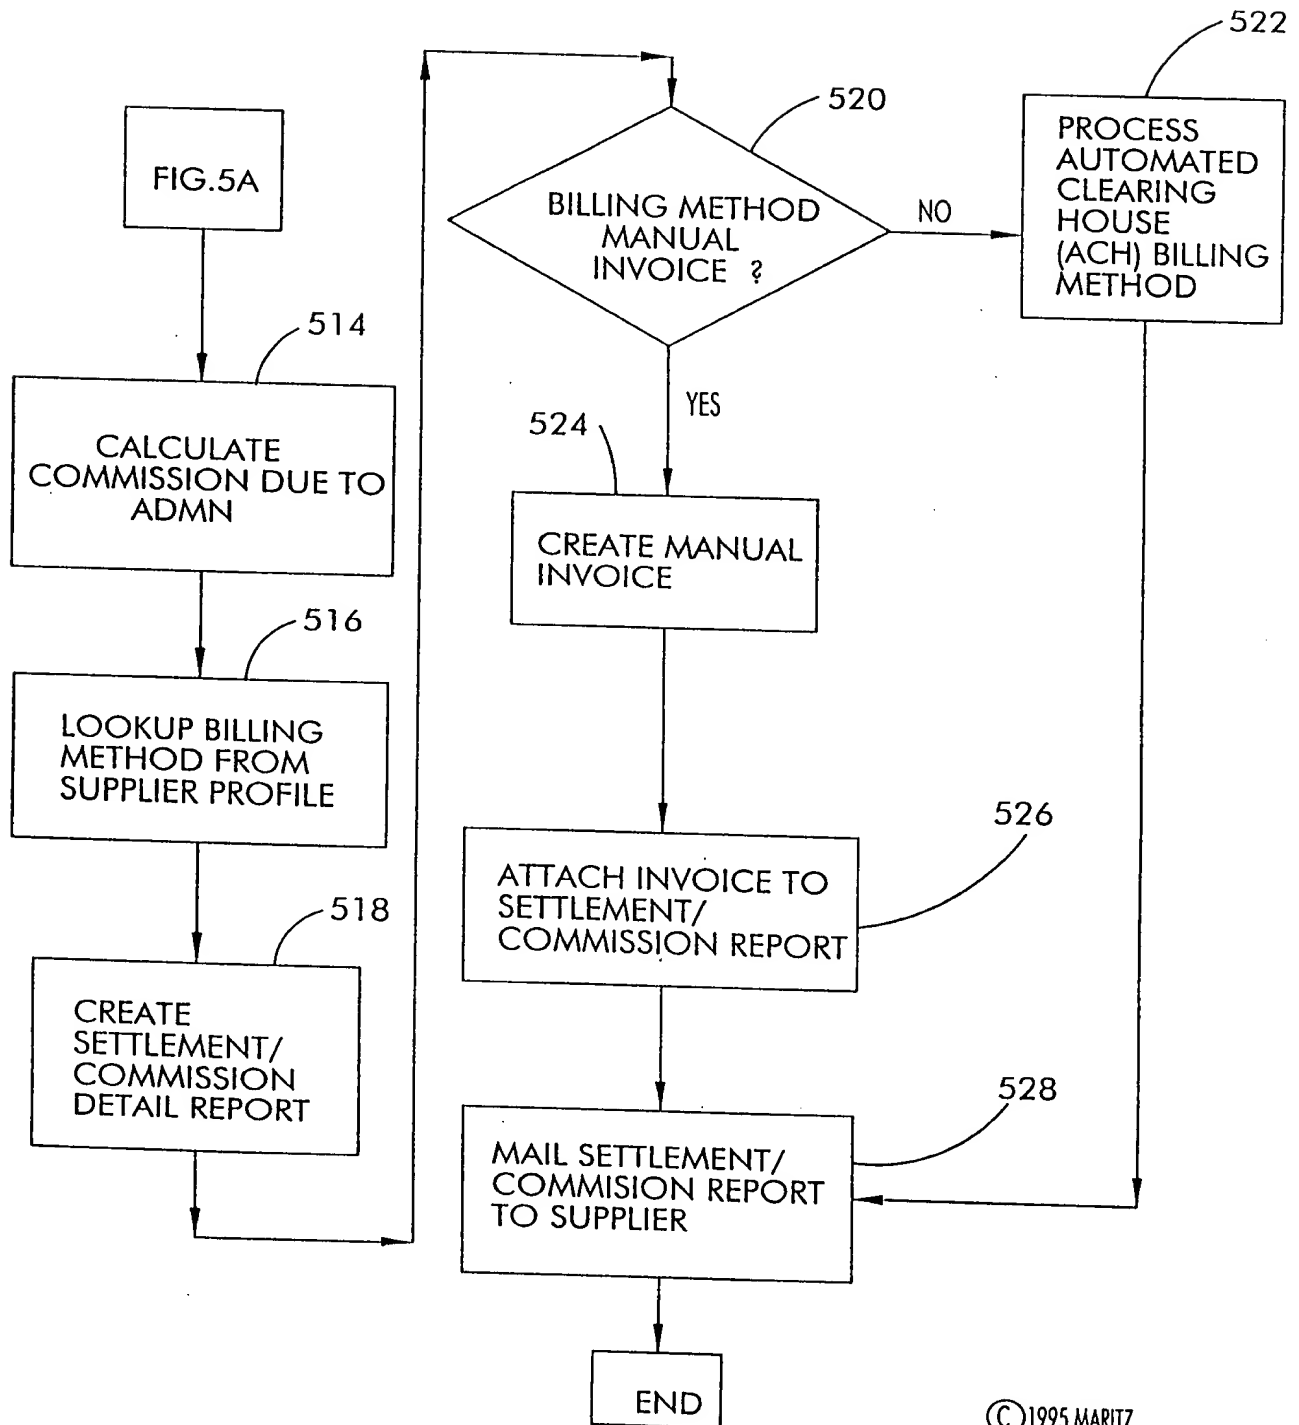 FIG.5A
514
CALCULATE
COMMISSION DUE TO
ADMN
516
LOOKUP BILLING
METHOD FROM
SUPPLIER PROFILE
518
CREATE
SETTLEMENT/
COMMISSION
DETAIL REPORT
520
BILLING METHOD
MANUAL
INVOICE ?
NO
522
PROCESS
AUTOMATED
CLEARING
HOUSE
(ACH) BILLING
METHOD
YES
524
CREATE MANUAL
INVOICE
526
ATTACH INVOICE TO
SETTLEMENT/
COMMISSION REPORT
528
MAIL SETTLEMENT/
COMMISION REPORT
TO SUPPLIER
END
©1995 MARITZ